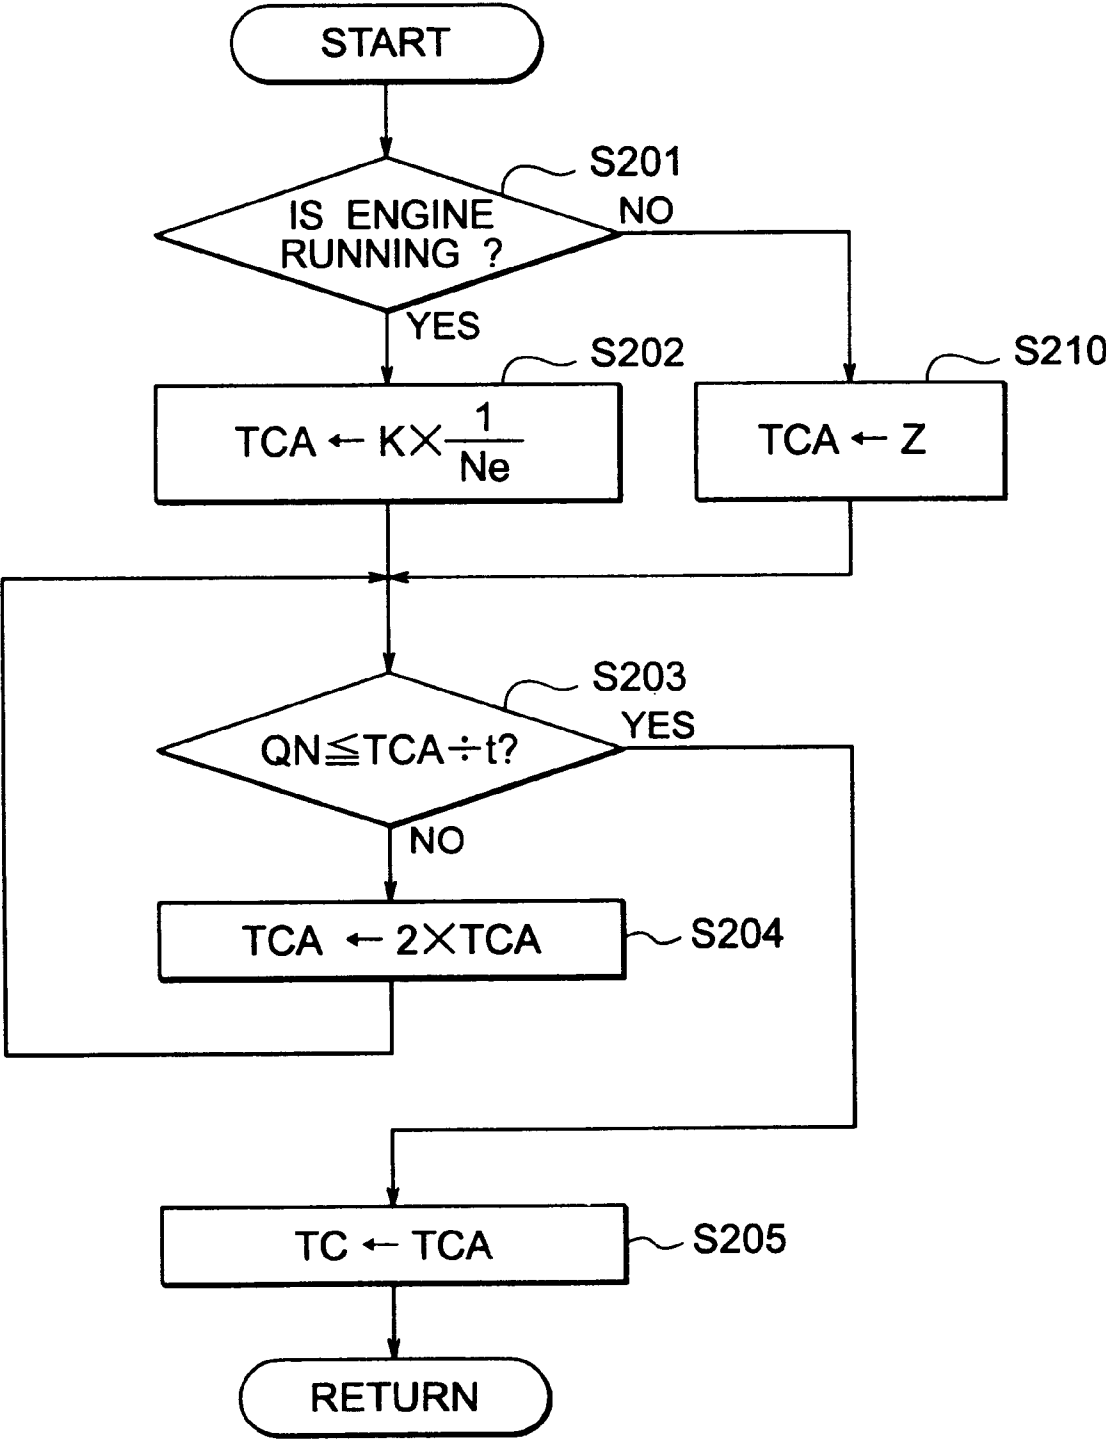 START
S201
IS ENGINE
RUNNING ?
NO
YES
S202
TCA ← K×1/Ne
S210
TCA ← Z
S203
QN≦TCA÷t?
YES
NO
TCA ← 2×TCA
S204
TC ← TCA
S205
RETURN